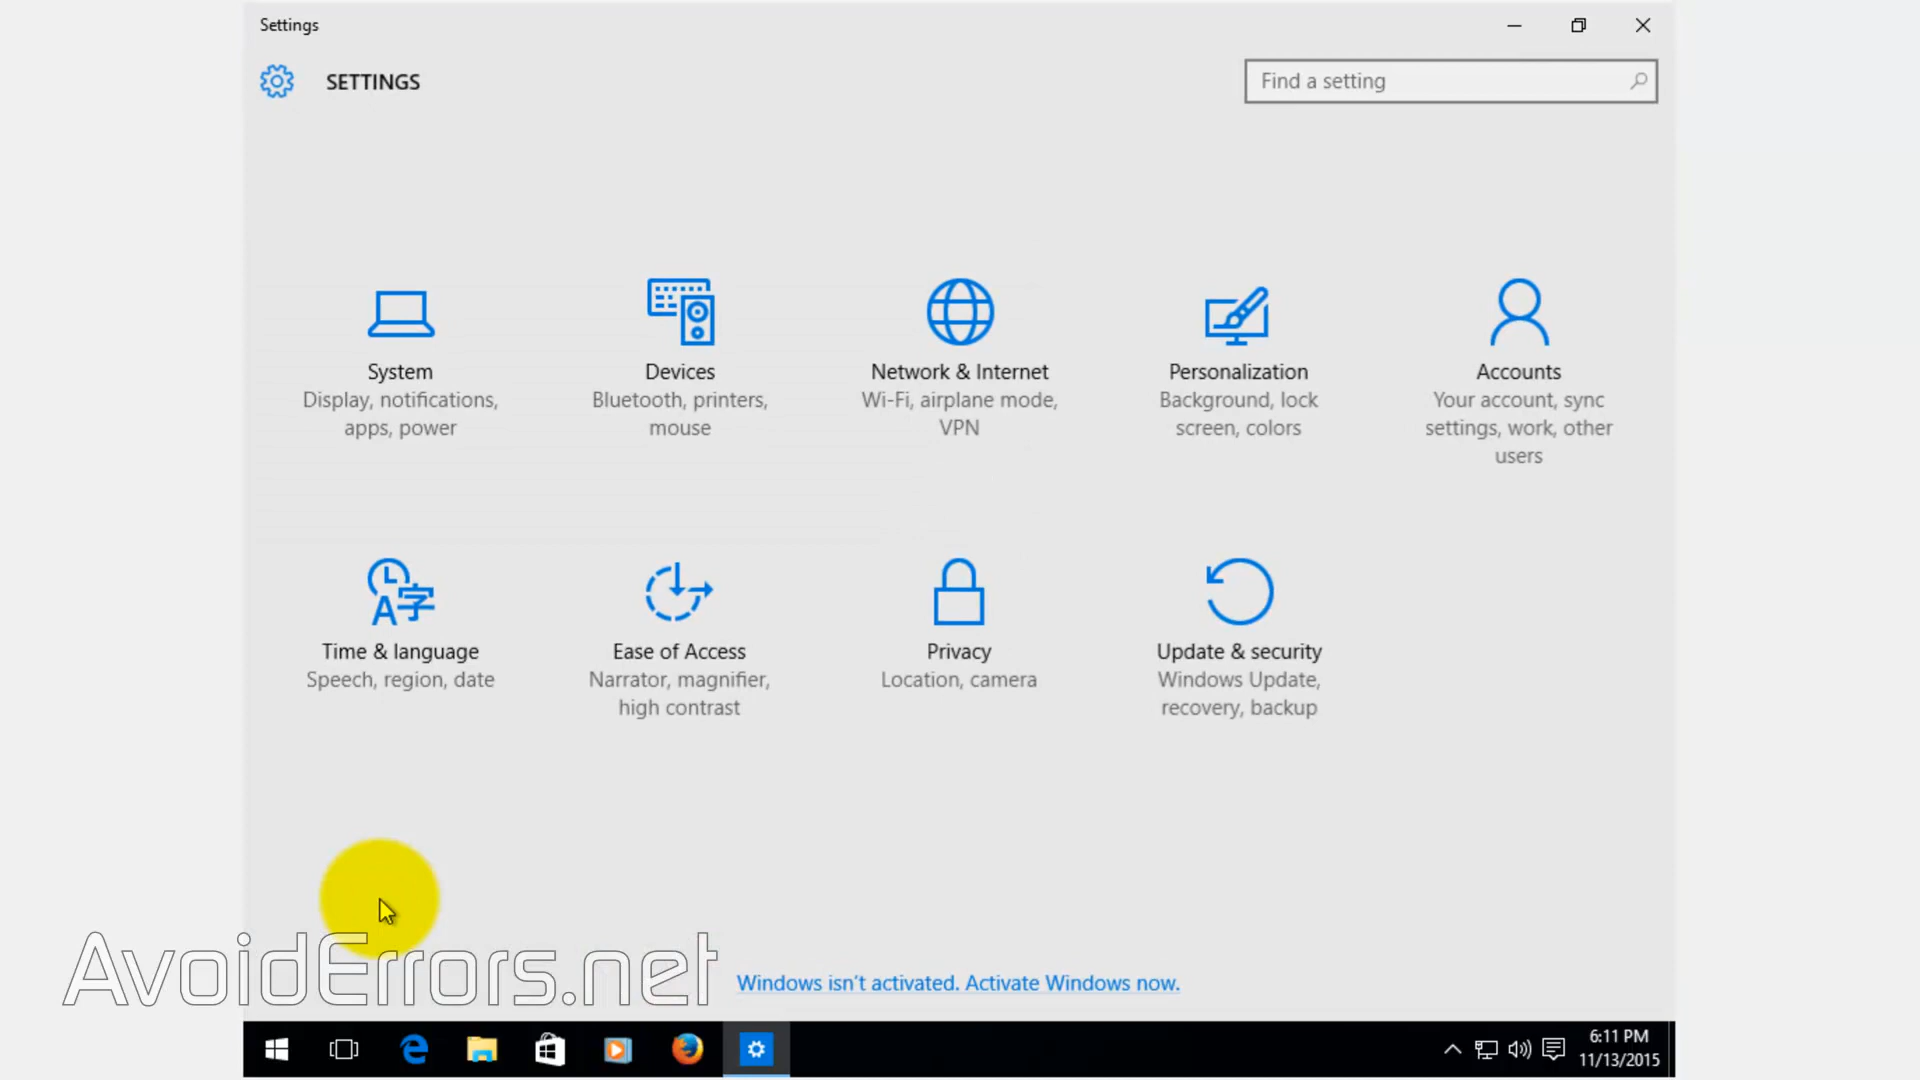 Settings
SETTINGS
Find a setting
System
Display, notifications,
apps, power
Devices
Bluetooth, printers,
mouse
Network & Internet
Wi-Fi, airplane mode,
VPN
Personalization
Background, lock
screen, colors
Accounts
Your account, sync
settings, work, other
users
A字
Time & language
Speech, region, date
Ease of Access
Narrator, magnifier,
high contrast
Privacy
Location, camera
Update & security
Windows Update,
recovery, backup
AvoidErrors.net
Windows isn't activated. Activate Windows now.
6:11 PM
11/13/2015